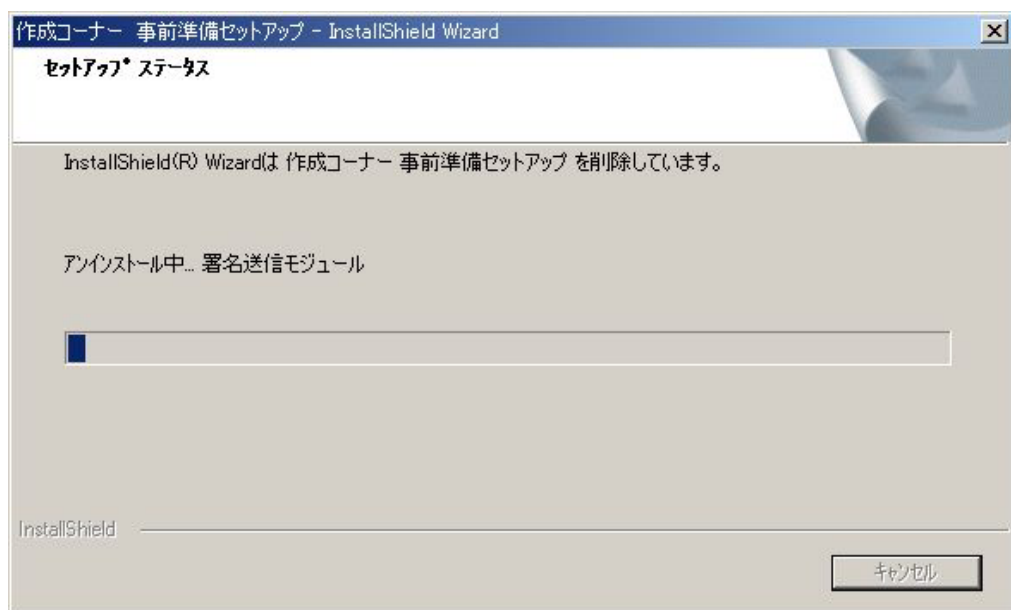 作成コーナー 事前準備セットアップ - InstallShield Wizard
セットアップ ステータス
InstallShield(R) Wizardは 作成コーナー 事前準備セットアップ を削除しています。
アンインストール中... 署名送信モジュール
InstallShield
キャンセル